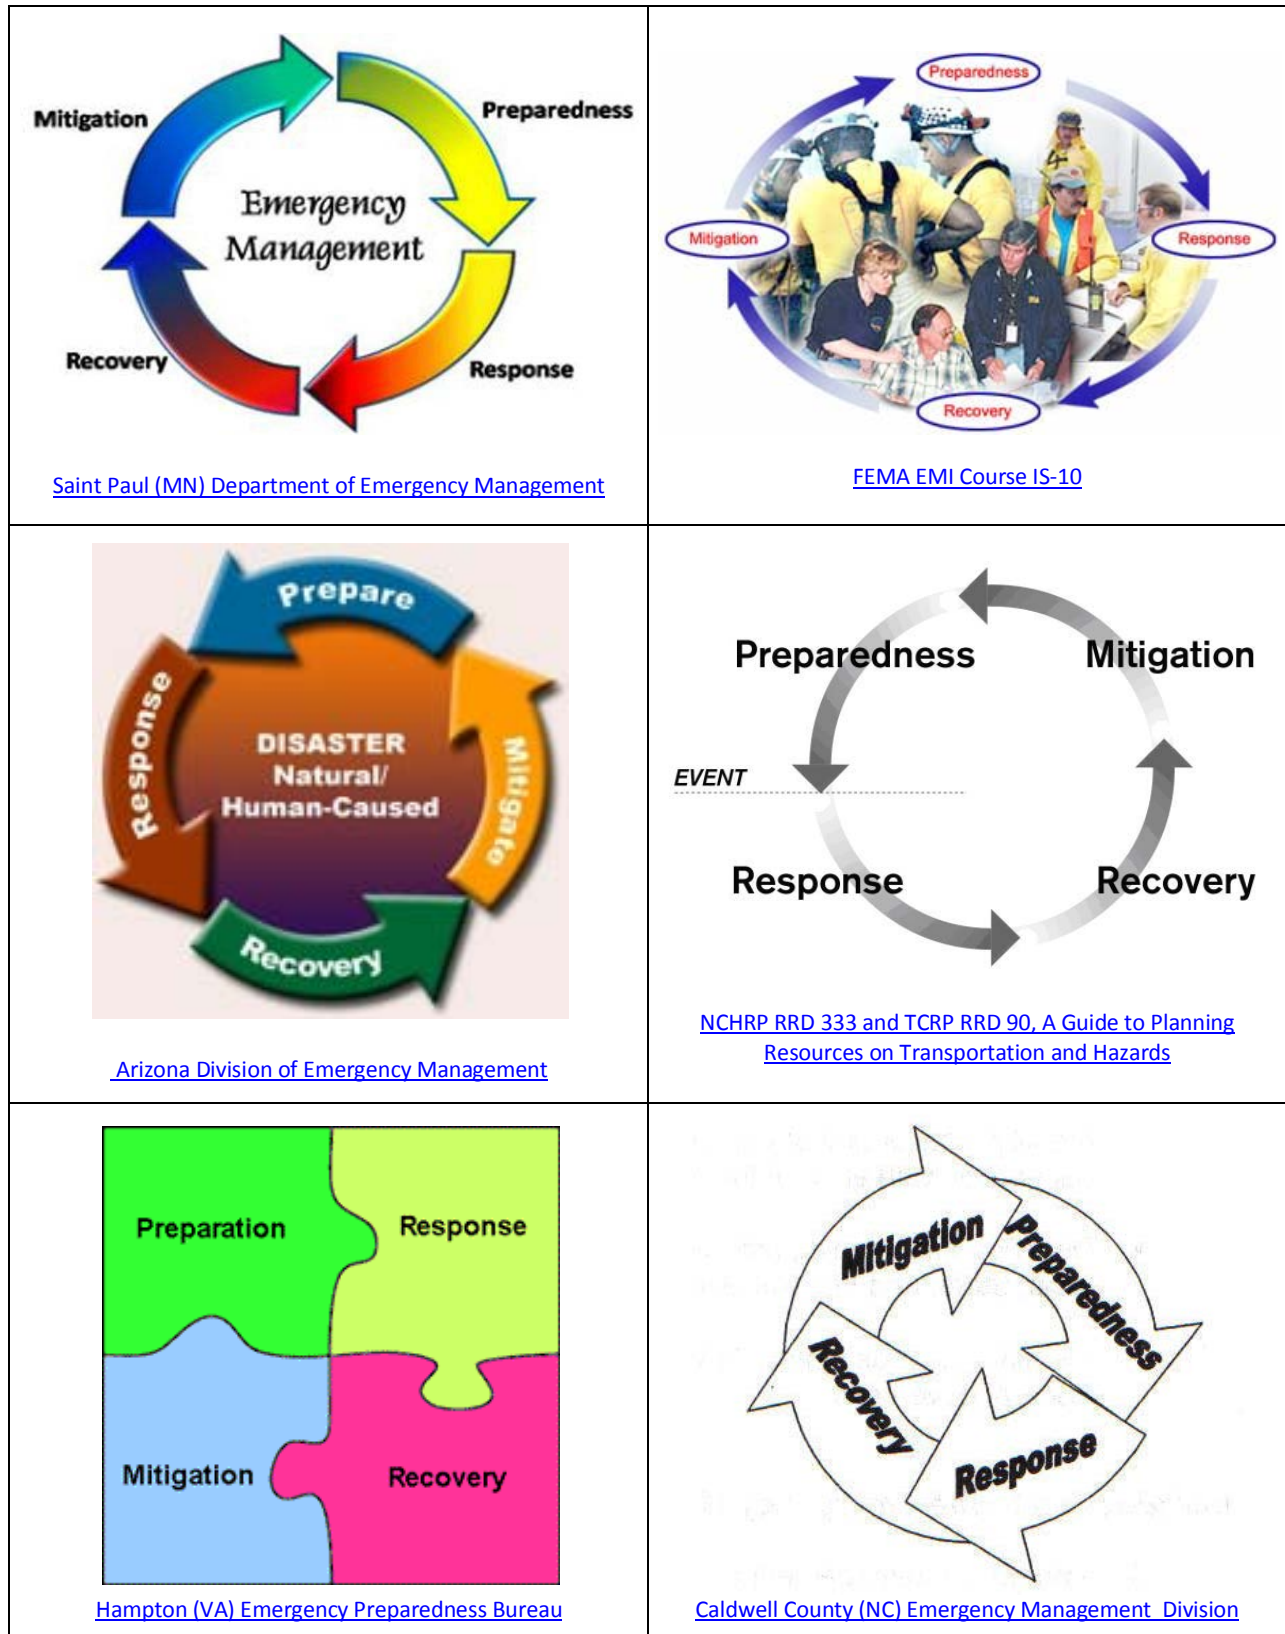 Mitigation
Preparedness
Emergency
Management
Recovery
Response
Saint Paul (MN) Department of Emergency Management
Preparedness
Mitigation
Response
Recovery
FEMA EMI Course IS-10
Prepare
Response
DISASTER
Natural/
Human-Caused
Mitigate
Recovery
Arizona Division of Emergency Management
Preparedness
Mitigation
EVENT
Response
Recovery
NCHRP RRD 333 and TCRP RRD 90, A Guide to Planning
Resources on Transportation and Hazards
Preparation
Response
Mitigation
Recovery
Hampton (VA) Emergency Preparedness Bureau
Mitigation
Preparedness
Recovery
Response
Caldwell County (NC) Emergency Management Division